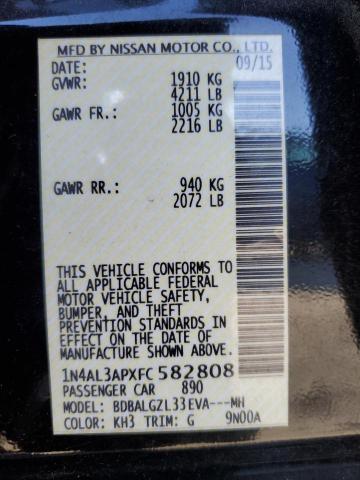 MFD BY NISSAN MOTOR CO., LTD.
DATE: 09/15
GVWR: 1910 KG
4211 LB
GAWR FR.: 1005 KG
2216 LB
GAWR RR.: 940 KG
2072 LB
THIS VEHICLE CONFORMS TO
ALL APPLICABLE FEDERAL
MOTOR VEHICLE SAFETY,
BUMPER, AND THEFT
PREVENTION STANDARDS IN
EFFECT ON THE DATE OF
MANUFACTURE SHOWN ABOVE.
1N4AL3APXFC582808
PASSENGER CAR 890
MODEL: BDBALGZL33EVA---MH
COLOR: KH3 TRIM: G 9N00A